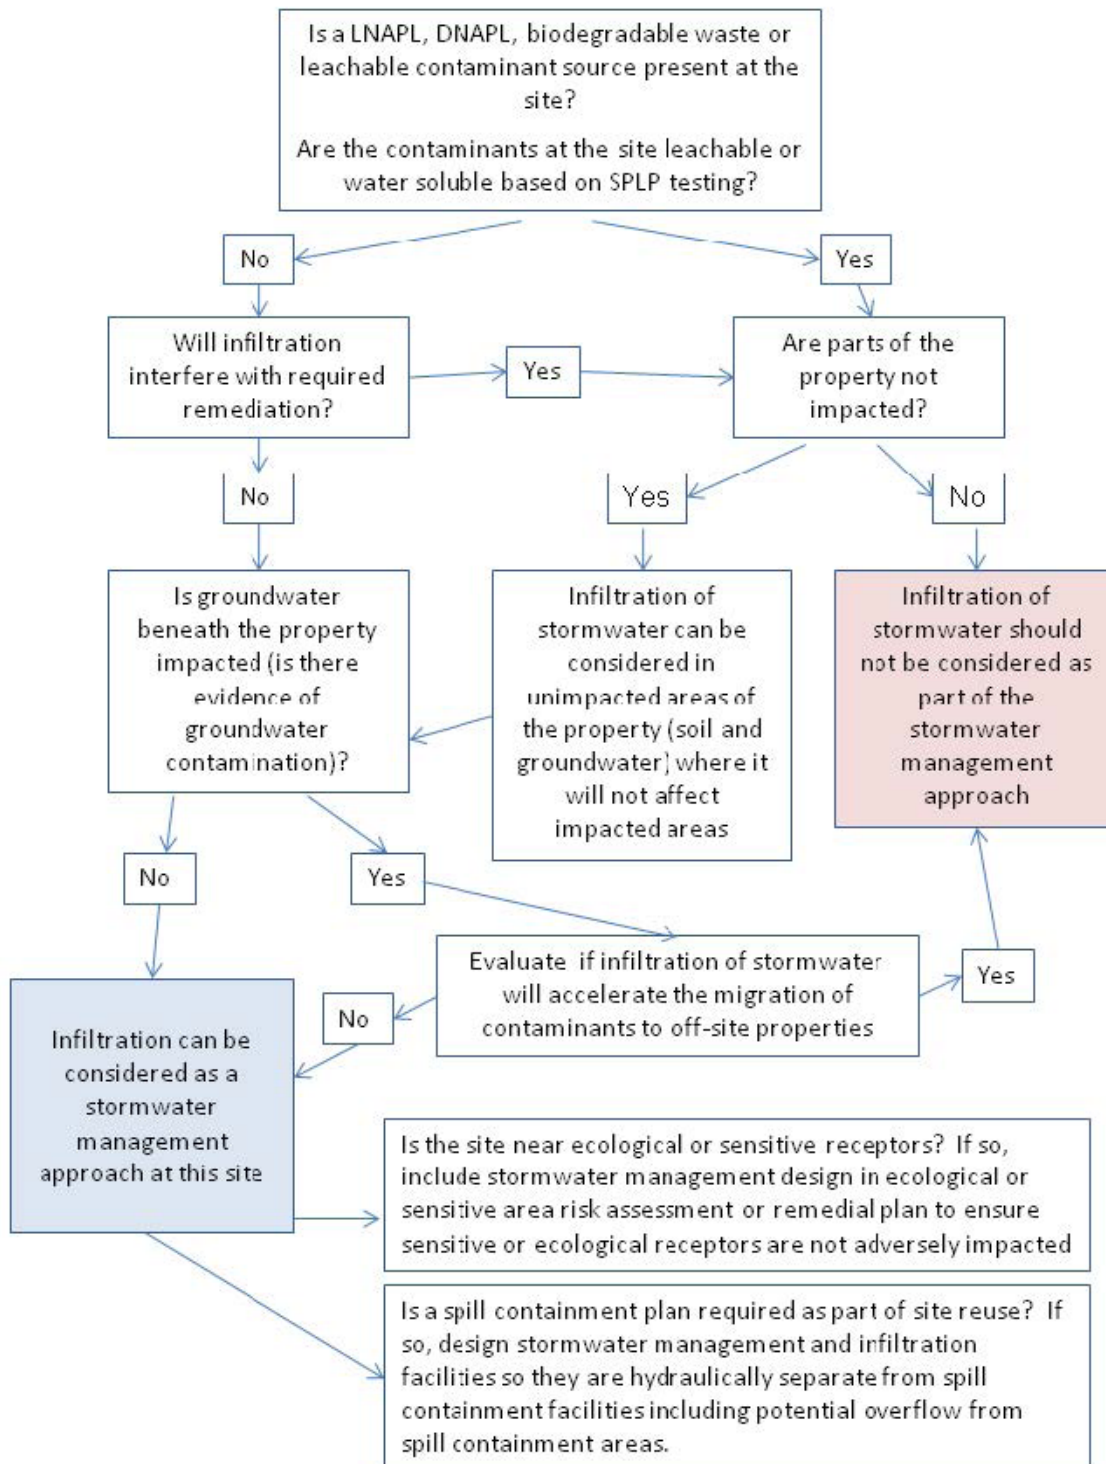 Is a LNAPL, DNAPL, biodegradable waste or
leachable contaminant source present at the
site?
Are the contaminants at the site leachable or
water soluble based on SPLP testing?
No
Yes
Will infiltration
interfere with required
remediation?
Yes
Are parts of the
property not
impacted?
No
Yes
No
Is groundwater
beneath the property
impacted (is there
evidence of
groundwater
contamination)?
Infiltration of
stormwater can be
considered in
unimpacted areas of
the property (soil and
groundwater) where it
will not affect
impacted areas
Infiltration of
stormwater should
not be considered as
part of the
stormwater
management
approach
No
Yes
Evaluate if infiltration of stormwater
will accelerate the migration of
contaminants to off-site properties
Yes
No
Infiltration can be
considered as a
stormwater
management
approach at this site
Is the site near ecological or sensitive receptors? If so,
include stormwater management design in ecological or
sensitive area risk assessment or remedial plan to ensure
sensitive or ecological receptors are not adversely impacted
Is a spill containment plan required as part of site reuse? If
so, design stormwater management and infiltration
facilities so they are hydraulically separate from spill
containment facilities including potential overflow from
spill containment areas.